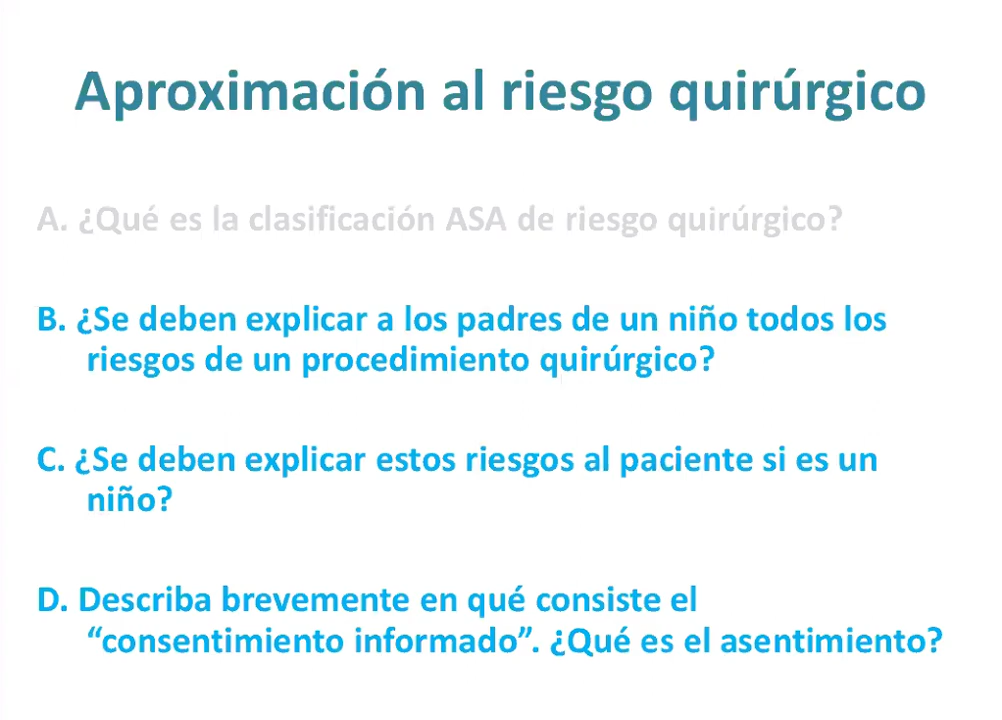 Aproximación al riesgo quirúrgico
A. ¿Qué es la clasificación ASA de riesgo quirúrgico?
B. ¿Se deben explicar a los padres de un niño todos los
riesgos de un procedimiento quirúrgico?
C. ¿Se deben explicar estos riesgos al paciente si es un
niño?
D. Describa brevemente en qué consiste el
“consentimiento informado”. ¿Qué es el asentimiento?